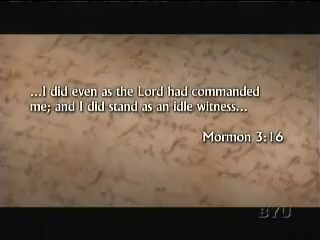 ...I did even as the Lord had commanded
me; and I did stand as an idle witness...
Mormon 3:16
BYU